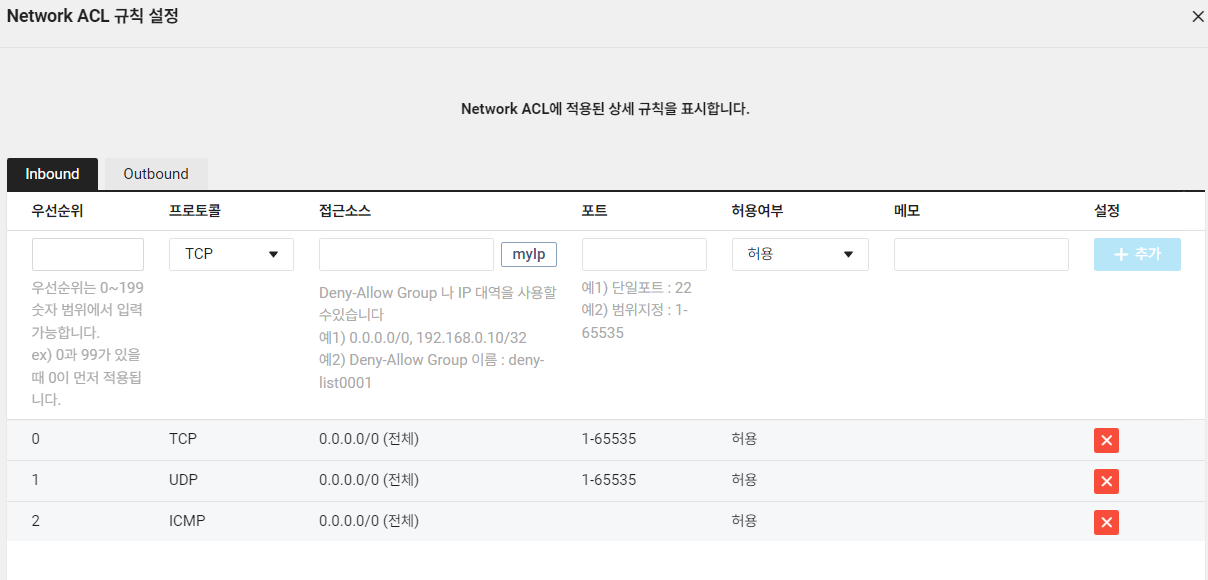 Network ACL 규칙 설정
Network ACL에 적용된 상세 규칙을 표시합니다.
Inbound Outbound
우선순위 프로토콜 접근소스 포트 허용여부 메모 설정
TCP myIp 허용 + 추가
우선순위는 0~199
숫자 범위에서 입력
가능합니다.
ex) 0과 99가 있을
때 0이 먼저 적용됩
니다.
Deny-Allow Group 나 IP 대역을 사용할
수있습니다
예1) 0.0.0.0/0, 192.168.0.10/32
예2) Deny-Allow Group 이름 : deny-
list0001
예1) 단일포트 : 22
예2) 범위지정 : 1-
65535
0 TCP 0.0.0.0/0 (전체) 1-65535 허용
1 UDP 0.0.0.0/0 (전체) 1-65535 허용
2 ICMP 0.0.0.0/0 (전체) 허용